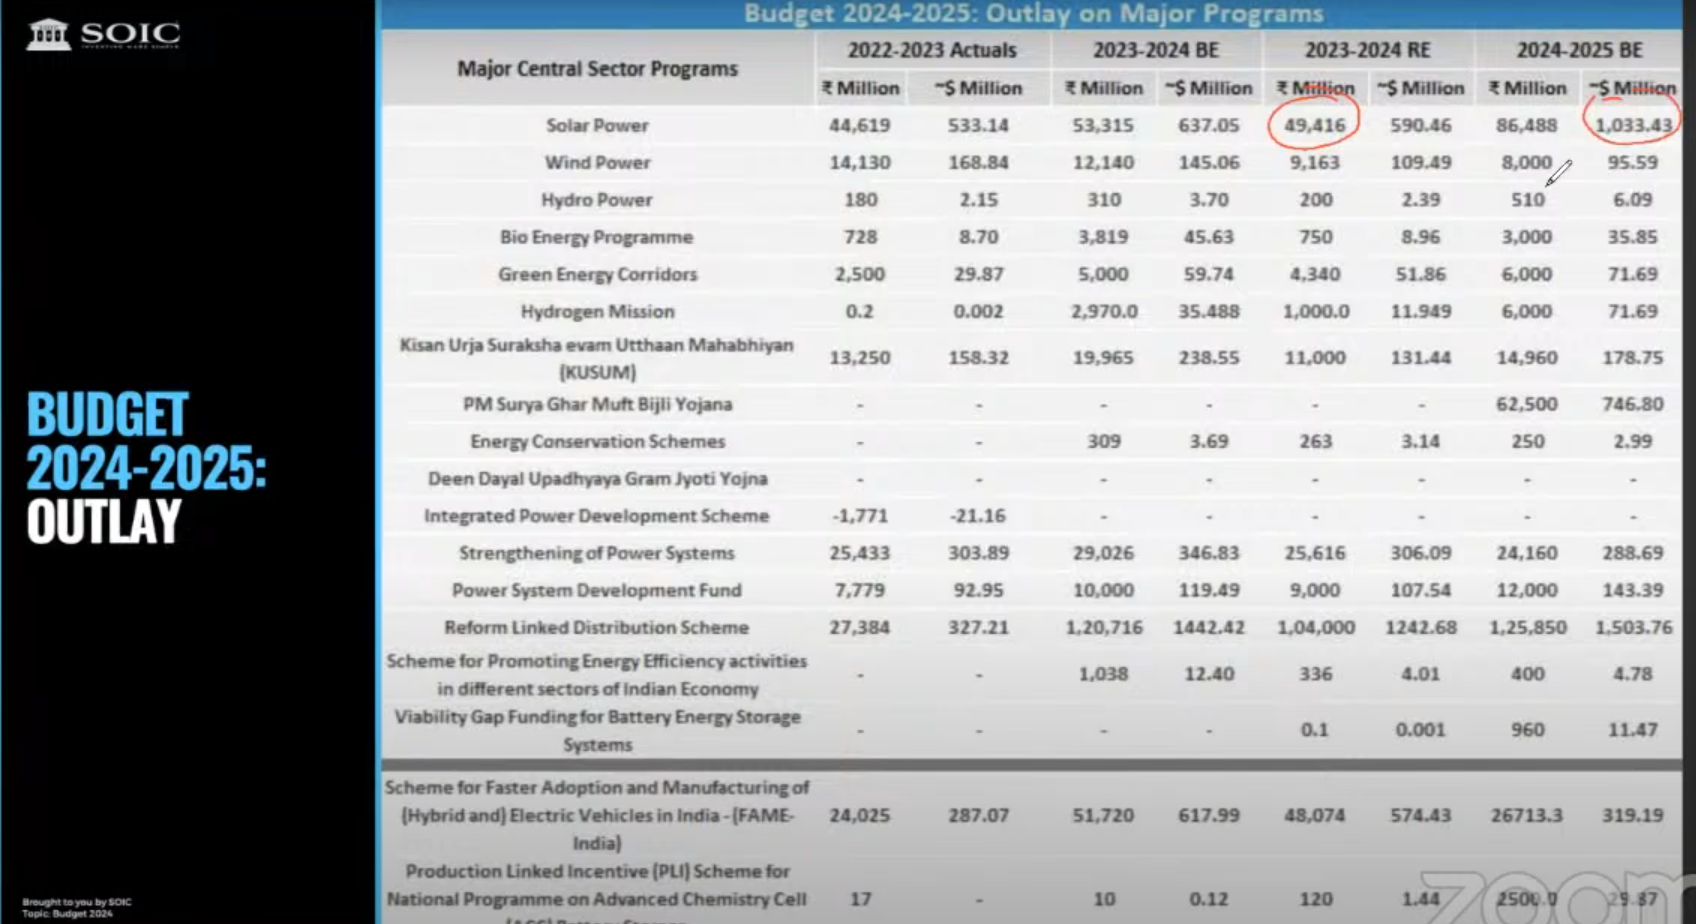 SOIC
BUDGET
2024-2025:
OUTLAY
Brought to you by SOIC
Topic: Budget 2024
Budget 2024-2025: Outlay on Major Programs
Major Central Sector Programs 2022-2023 Actuals 2023-2024 BE 2023-2024 RE 2024-2025 BE
₹ Million ~$ Million ₹ Million ~$ Million ₹ Million ~$ Million ₹ Million ~$ Million
Solar Power 44,619 533.14 53,315 637.05 49,416 590.46 86,488 1,033.43
Wind Power 14,130 168.84 12,140 145.06 9,163 109.49 8,000 95.59
Hydro Power 180 2.15 310 3.70 200 2.39 510 6.09
Bio Energy Programme 728 8.70 3,819 45.63 750 8.96 3,000 35.85
Green Energy Corridors 2,500 29.87 5,000 59.74 4,340 51.86 6,000 71.69
Hydrogen Mission 0.2 0.002 2,970.0 35.488 1,000.0 11.949 6,000 71.69
Kisan Urja Suraksha evam Utthaan Mahabhiyan
(KUSUM) 13,250 158.32 19,965 238.55 11,000 131.44 14,960 178.75
PM Surya Ghar Muft Bijli Yojana - - - - - - 62,500 746.80
Energy Conservation Schemes - - 309 3.69 263 3.14 250 2.99
Deen Dayal Upadhyaya Gram Jyoti Yojna - - - - - - - -
Integrated Power Development Scheme -1,771 -21.16 - - - - - -
Strengthening of Power Systems 25,433 303.89 29,026 346.83 25,616 306.09 24,160 288.69
Power System Development Fund 7,779 92.95 10,000 119.49 9,000 107.54 12,000 143.39
Reform Linked Distribution Scheme 27,384 327.21 1,20,716 1442.42 1,04,000 1242.68 1,25,850 1,503.76
Scheme for Promoting Energy Efficiency activities
in different sectors of Indian Economy - - 1,038 12.40 336 4.01 400 4.78
Viability Gap Funding for Battery Energy Storage
Systems - - - - 0.1 0.001 960 11.47
Scheme for Faster Adoption and Manufacturing of
(Hybrid and) Electric Vehicles in India - (FAME-
India) 24,025 287.07 51,720 617.99 48,074 574.43 26713.3 319.19
Production Linked Incentive (PLI) Scheme for
National Programme on Advanced Chemistry Cell 17 - 10 0.12 120 1.44 2500.0 29.87
zoom